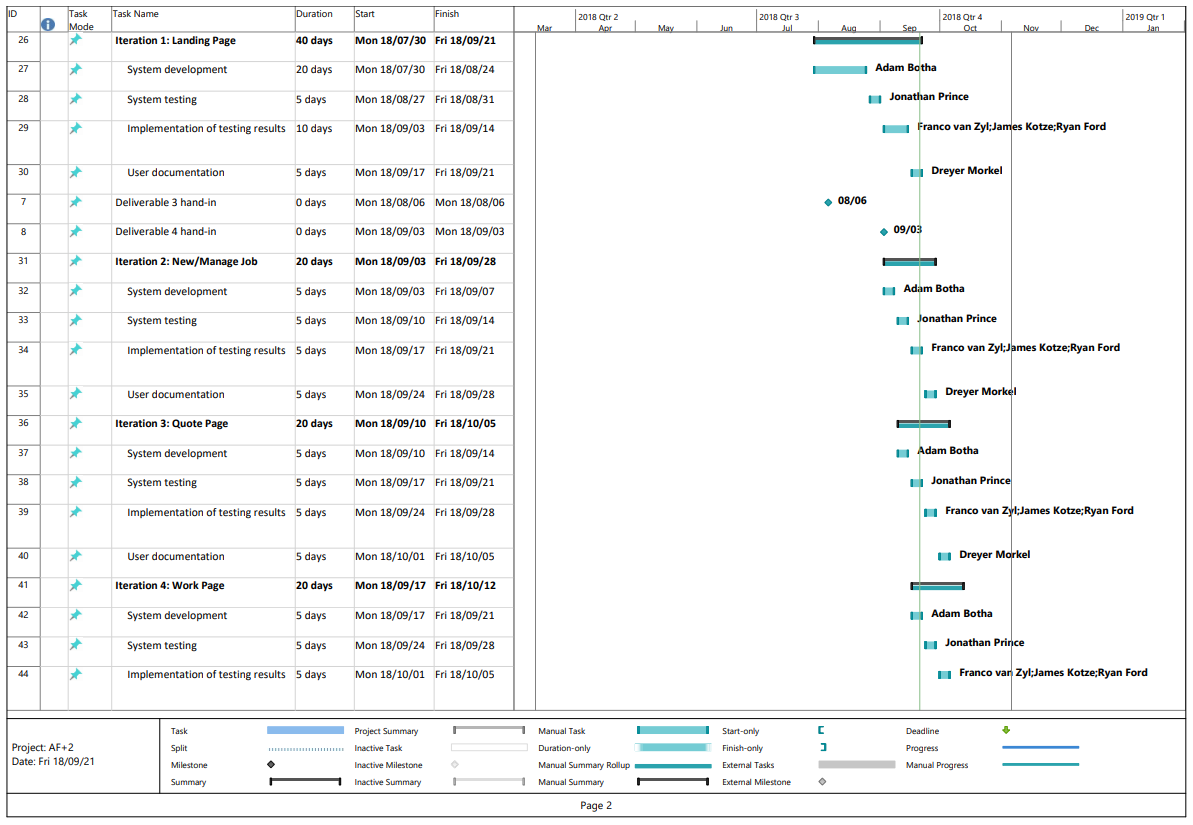 ID Task Mode Task Name Duration Start Finish
2018 Qtr 2 2018 Qtr 3 2018 Qtr 4 2019 Qtr 1
Mar Apr May Jun Jul Aug Sep Oct Nov Dec Jan
26 Iteration 1: Landing Page 40 days Mon 18/07/30 Fri 18/09/21
27 System development 20 days Mon 18/07/30 Fri 18/08/24 Adam Botha
28 System testing 5 days Mon 18/08/27 Fri 18/08/31 Jonathan Prince
29 Implementation of testing results 10 days Mon 18/09/03 Fri 18/09/14 Franco van Zyl;James Kotze;Ryan Ford
30 User documentation 5 days Mon 18/09/17 Fri 18/09/21 Dreyer Morkel
7 Deliverable 3 hand-in 0 days Mon 18/08/06 Mon 18/08/06 08/06
8 Deliverable 4 hand-in 0 days Mon 18/09/03 Mon 18/09/03 09/03
31 Iteration 2: New/Manage Job 20 days Mon 18/09/03 Fri 18/09/28
32 System development 5 days Mon 18/09/03 Fri 18/09/07 Adam Botha
33 System testing 5 days Mon 18/09/10 Fri 18/09/14 Jonathan Prince
34 Implementation of testing results 5 days Mon 18/09/17 Fri 18/09/21 Franco van Zyl;James Kotze;Ryan Ford
35 User documentation 5 days Mon 18/09/24 Fri 18/09/28 Dreyer Morkel
36 Iteration 3: Quote Page 20 days Mon 18/09/10 Fri 18/10/05
37 System development 5 days Mon 18/09/10 Fri 18/09/14 Adam Botha
38 System testing 5 days Mon 18/09/17 Fri 18/09/21 Jonathan Prince
39 Implementation of testing results 5 days Mon 18/09/24 Fri 18/09/28 Franco van Zyl;James Kotze;Ryan Ford
40 User documentation 5 days Mon 18/10/01 Fri 18/10/05 Dreyer Morkel
41 Iteration 4: Work Page 20 days Mon 18/09/17 Fri 18/10/12
42 System development 5 days Mon 18/09/17 Fri 18/09/21 Adam Botha
43 System testing 5 days Mon 18/09/24 Fri 18/09/28 Jonathan Prince
44 Implementation of testing results 5 days Mon 18/10/01 Fri 18/10/05 Franco van Zyl;James Kotze;Ryan Ford
Project: AF+2
Date: Fri 18/09/21
Task Project Summary Manual Task Start-only Deadline
Split Inactive Task Duration-only Finish-only Progress
Milestone Inactive Milestone Manual Summary Rollup External Tasks Manual Progress
Summary Inactive Summary Manual Summary External Milestone
Page 2